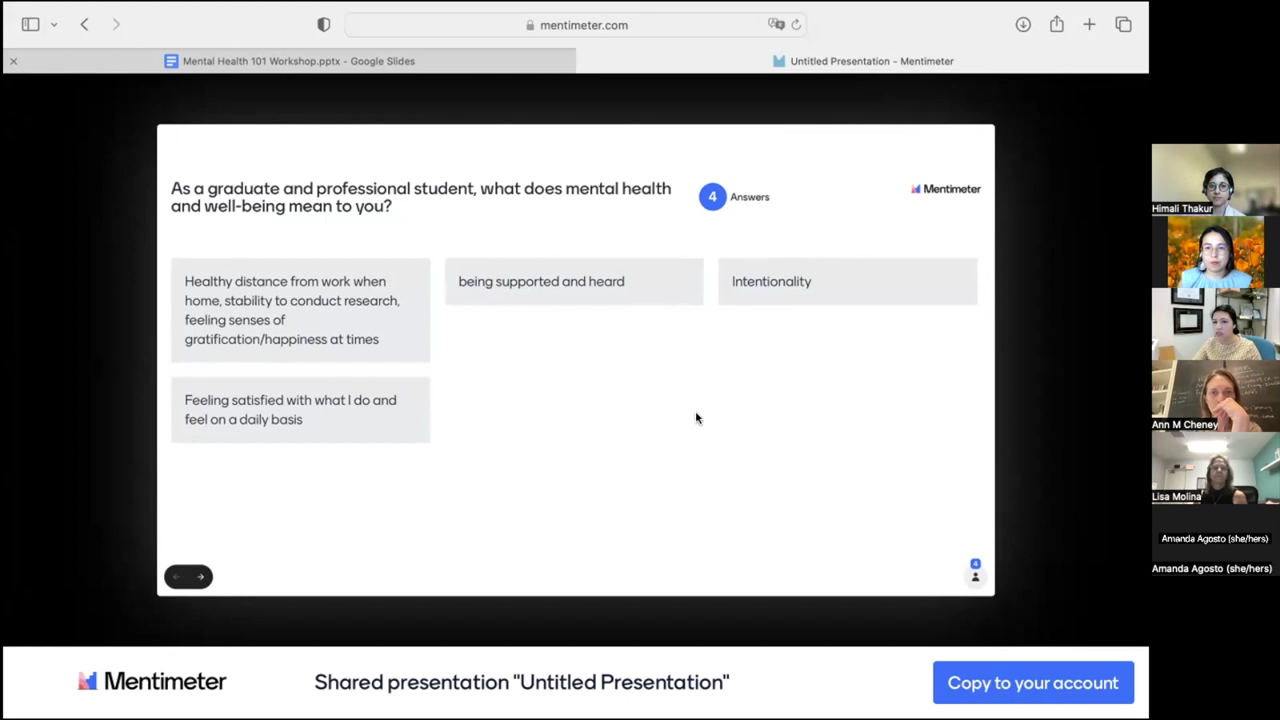 mentimeter.com
Mental Health 101 Workshop.pptx - Google Slides
Untitled Presentation - Mentimeter
As a graduate and professional student, what does mental health
and well-being mean to you?
4
Answers
Mentimeter
Healthy distance from work when
home, stability to conduct research,
feeling senses of
gratification/happiness at times
being supported and heard
Intentionality
Feeling satisfied with what I do and
feel on a daily basis
4
Mentimeter
Shared presentation "Untitled Presentation"
Copy to your account
Himali Thakur
Ann M Cheney
Lisa Molina
Amanda Agosto (she/hers)
Amanda Agosto (she/hers)